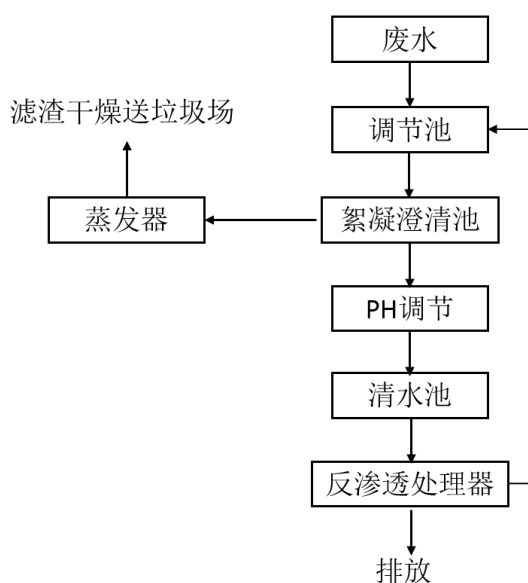 废水
滤渣干燥送垃圾场
调节池
蒸发器
絮凝澄清池
PH调节
清水池
反渗透处理器
排放